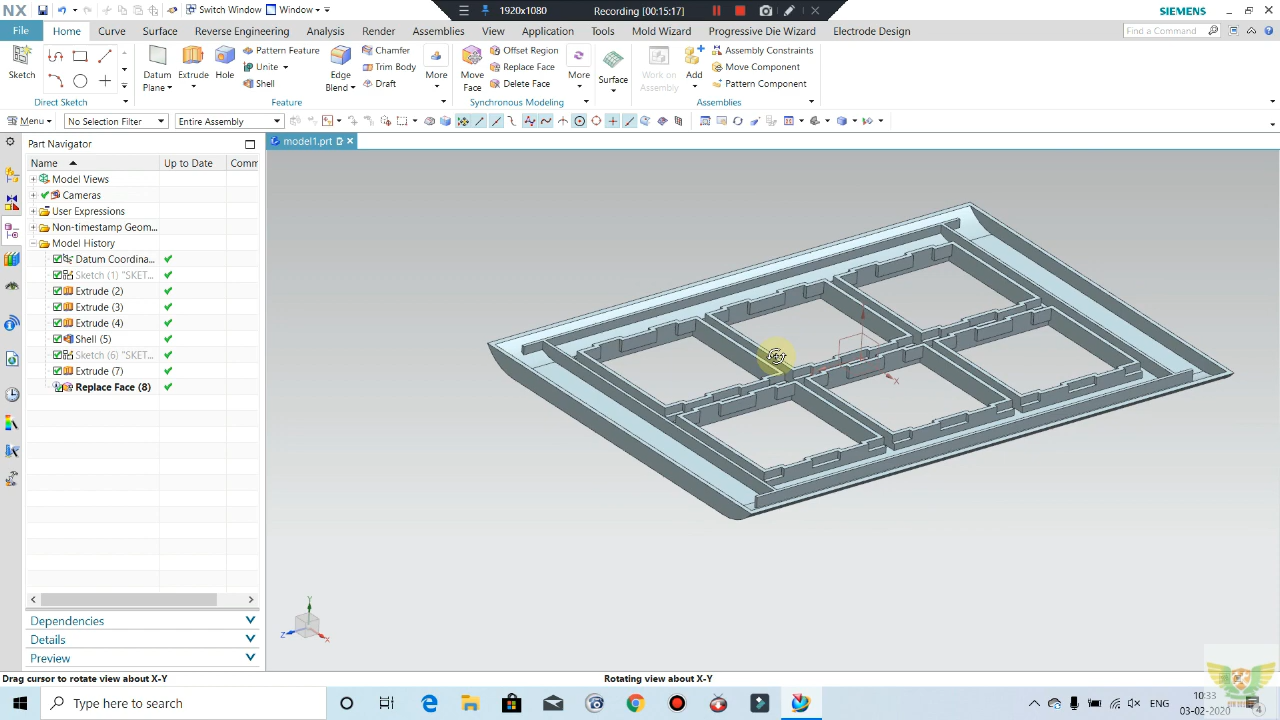 NX Switch Window Window 1920x1080 Recording [00:15:17] SIEMENS
File Home Curve Surface Reverse Engineering Analysis Render Assemblies View Application Tools Mold Wizard Progressive Die Wizard Electrode Design Find a Command
Sketch Datum Plane Extrude Hole Pattern Feature Unite Shell Edge Blend Chamfer Trim Body Draft More Move Face Offset Region Replace Face Delete Face More Surface Work on Assembly Add Assembly Constraints Move Component Pattern Component
Direct Sketch Feature Synchronous Modeling Assemblies
Menu No Selection Filter Entire Assembly
Part Navigator model1.prt
Name Up to Date Comm
Model Views
Cameras
User Expressions
Non-timestamp Geom...
Model History
Datum Coordina...
Sketch (1) "SKET...
Extrude (2)
Extrude (3)
Extrude (4)
Shell (5)
Sketch (6) "SKET...
Extrude (7)
Replace Face (8)
X
Y
Z X
Dependencies
Details
Preview
Drag cursor to rotate view about X-Y Rotating view about X-Y
Type here to search ENG 10:33
03-02-2020 4